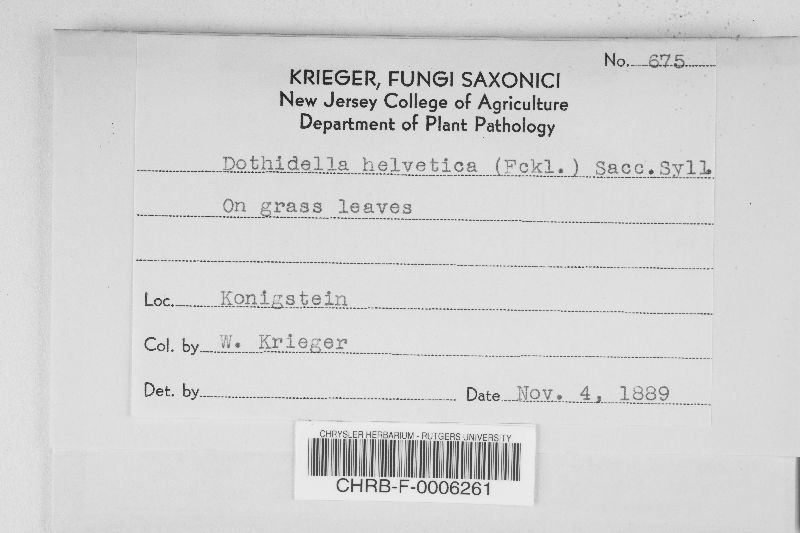 No. 675
KRIEGER, FUNGI SAXONICI
New Jersey College of Agriculture
Department of Plant Pathology
Dothidella helvetica (Fckl.) Sacc.Syll.
On grass leaves
Loc. Konigstein
Col. by W. Krieger
Det. by
Date Nov. 4, 1889
CHRYSLER HERBARIUM - RUTGERS UNIVERSITY
CHRB-F-0006261